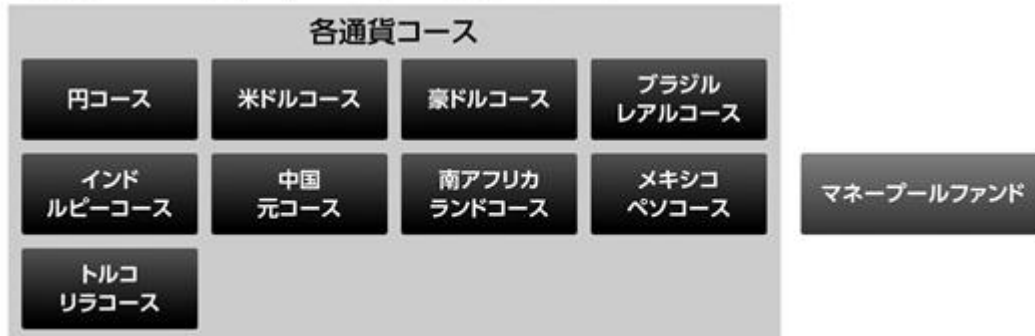 各通貨コース
円コース
米ドルコース
豪ドルコース
ブラジル
レアルコース
インド
ルピーコース
中国
元コース
南アフリカ
ランドコース
メキシコ
ペソコース
マネープールファンド
トルコ
リラコース